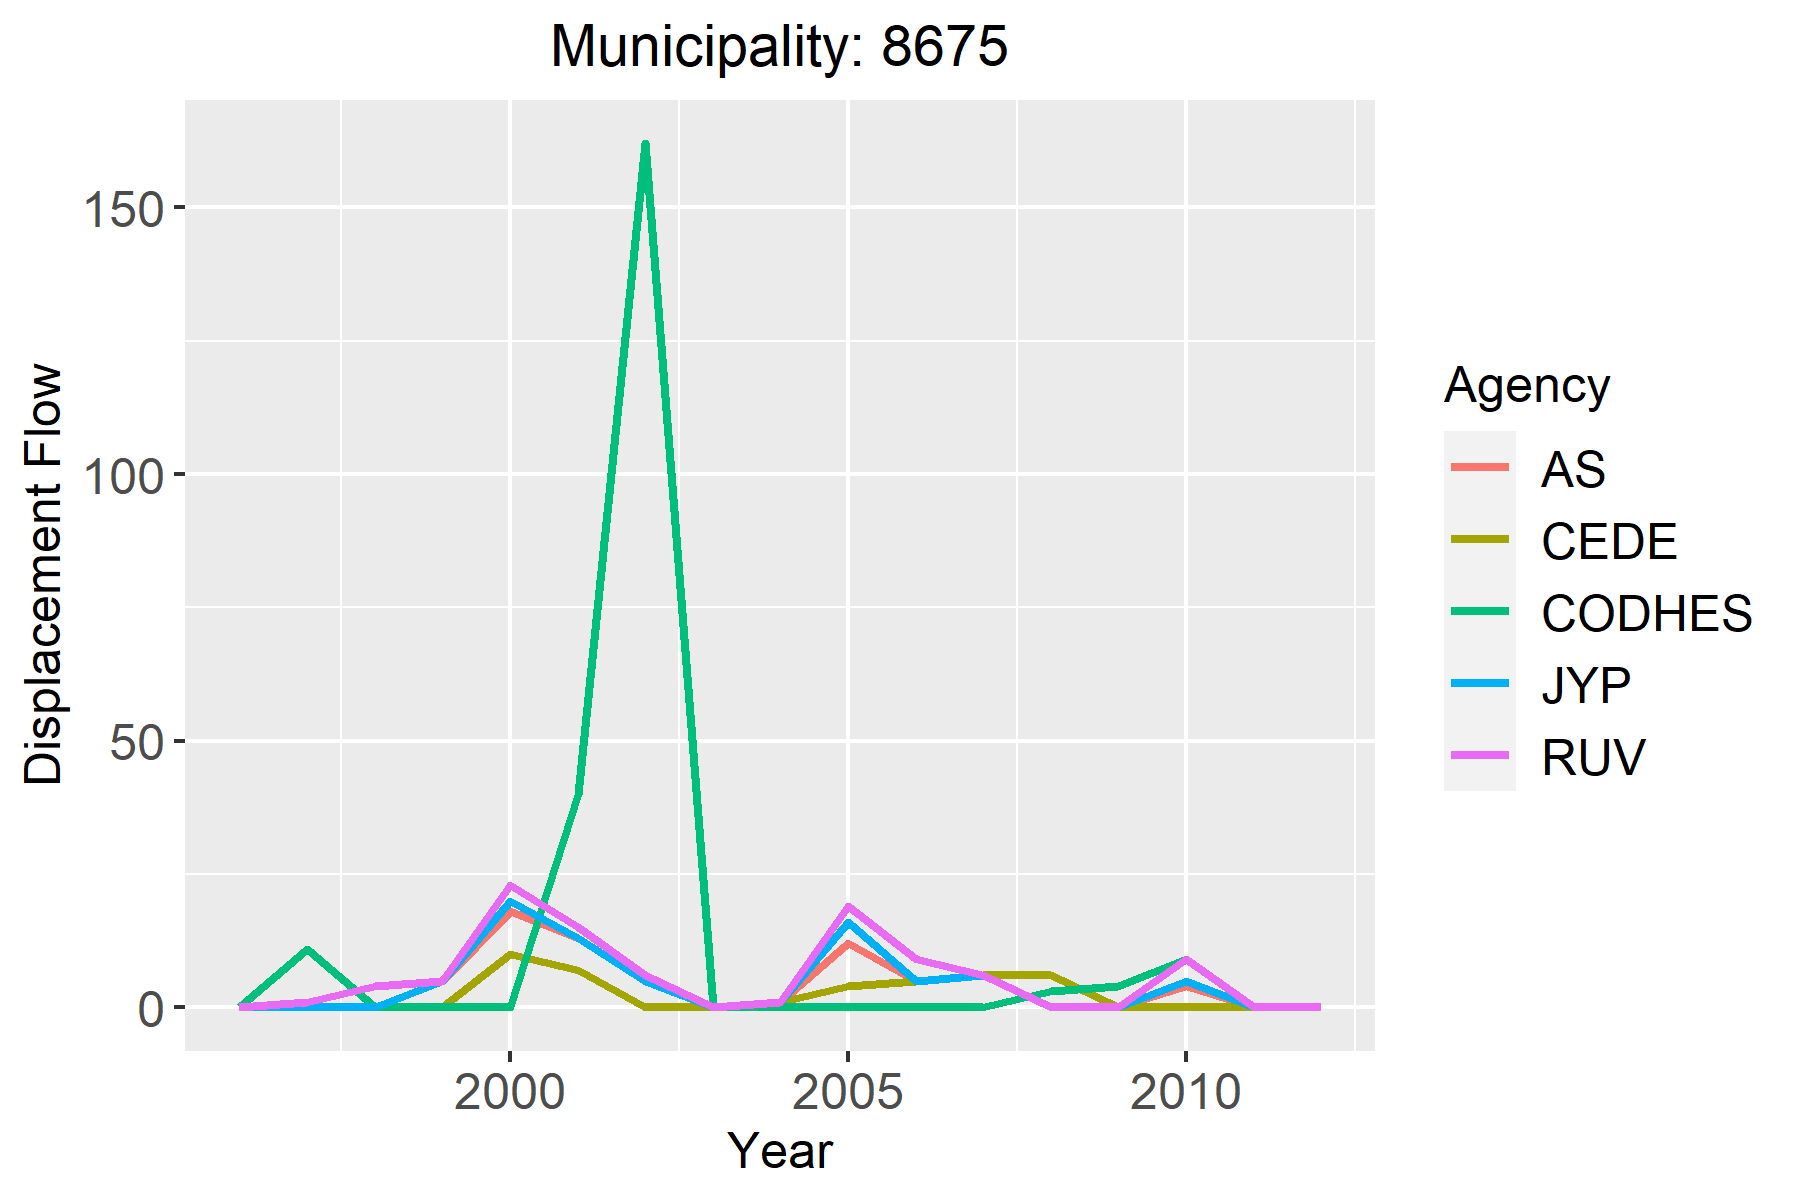 Municipality: 8675
Displacement Flow
150
100
50
0
2000 2005 2010
Year
Agency
AS
CEDE
CODHES
JYP
RUV